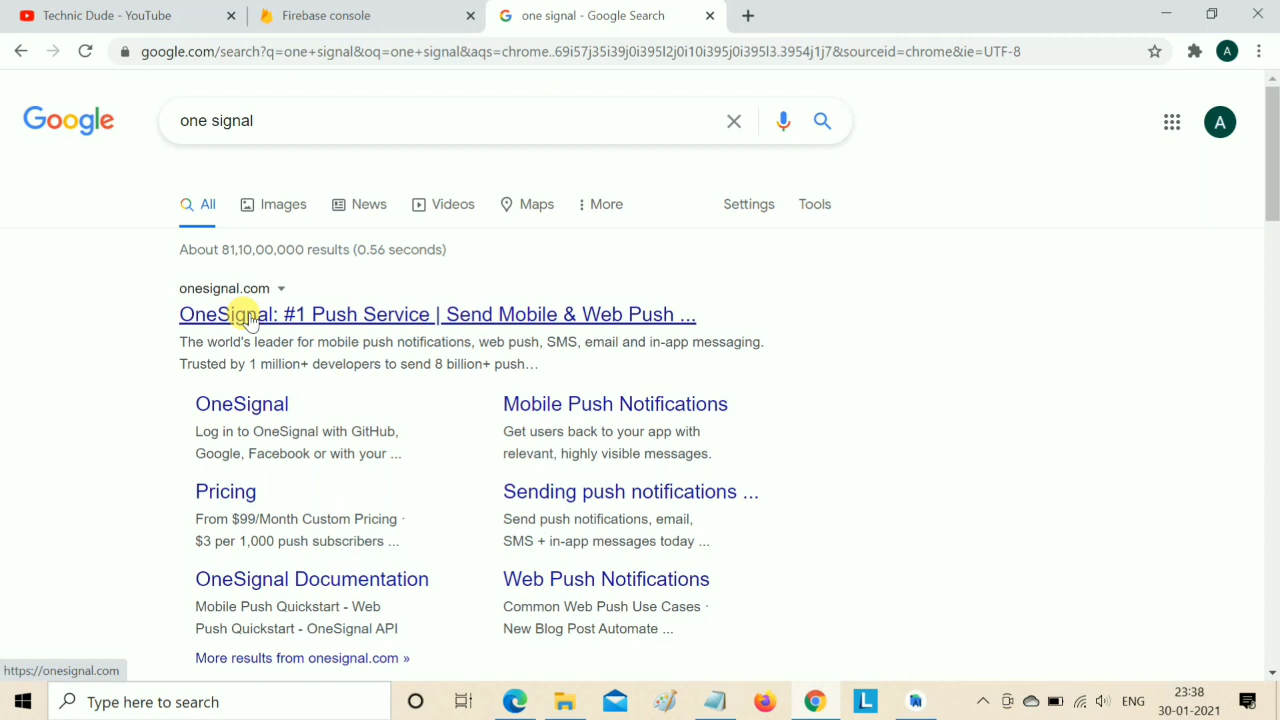 Technic Dude - YouTube
Firebase console
one signal - Google Search
google.com/search?q=one+signal&oq=one+signal&aqs=chrome..69i57j35i39j0i395l2j0i10i395j0i395l3.3954j1j7&sourceid=chrome&ie=UTF-8
A
Google
one signal
A
All
Images
News
Videos
Maps
More
Settings
Tools
About 81,10,00,000 results (0.56 seconds)
onesignal.com
OneSignal: #1 Push Service | Send Mobile & Web Push ...
The world's leader for mobile push notifications, web push, SMS, email and in-app messaging.
Trusted by 1 million+ developers to send 8 billion+ push...
OneSignal
Log in to OneSignal with GitHub,
Google, Facebook or with your ...
Mobile Push Notifications
Get users back to your app with
relevant, highly visible messages.
Pricing
From $99/Month Custom Pricing ·
$3 per 1,000 push subscribers ...
Sending push notifications ...
Send push notifications, email,
SMS + in-app messages today ...
OneSignal Documentation
Mobile Push Quickstart - Web
Push Quickstart - OneSignal API
Web Push Notifications
Common Web Push Use Cases ·
New Blog Post Automate ...
More results from onesignal.com »
https://onesignal.com
Type here to search
L
ENG
23:38
30-01-2021